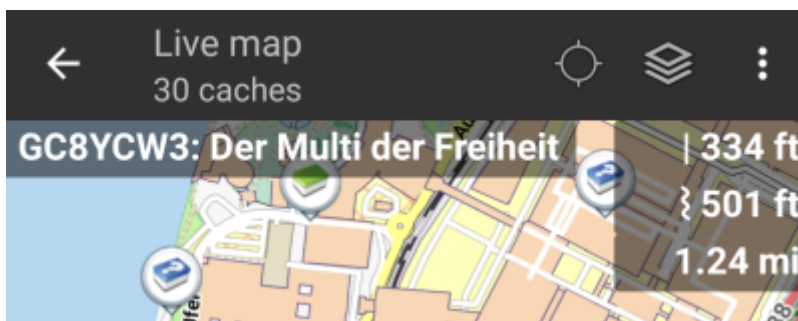 Live map
30 caches
GC8YCW3: Der Multi der Freiheit
334 ft
501 ft
1.24 mi